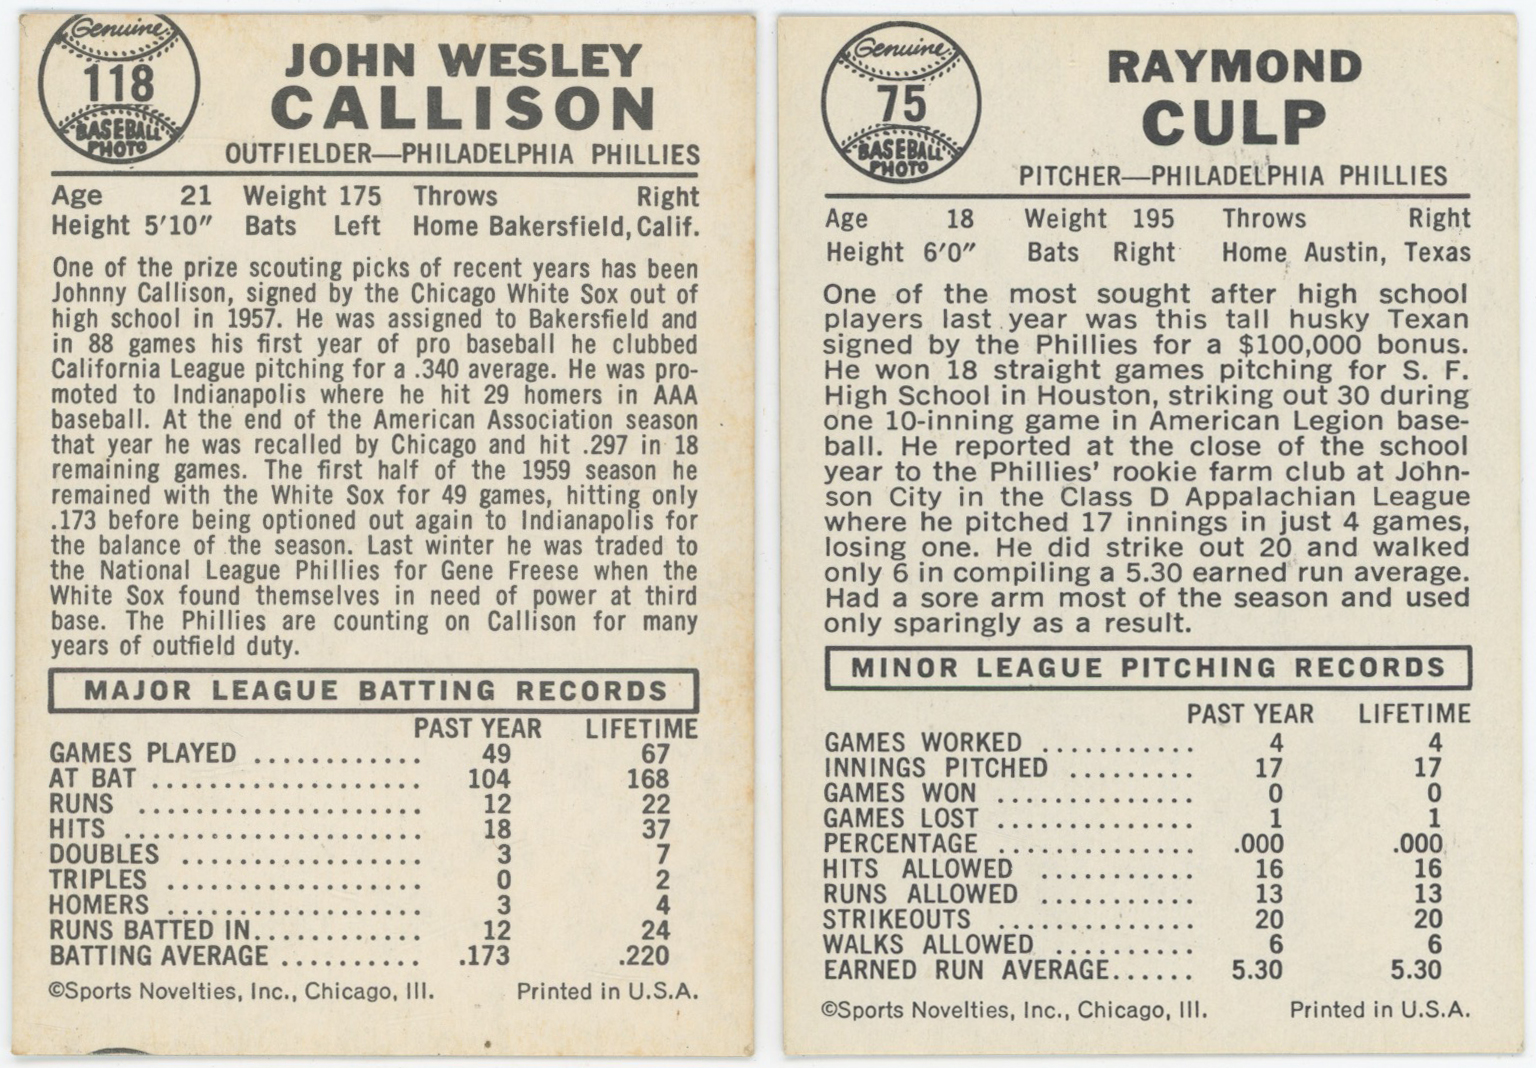 Genuine
118
BASEBALL
PHOTO
JOHN WESLEY
CALLISON
OUTFIELDER—PHILADELPHIA PHILLIES
Age 21 Weight 175 Throws Right
Height 5'10" Bats Left Home Bakersfield, Calif.
One of the prize scouting picks of recent years has been
Johnny Callison, signed by the Chicago White Sox out of
high school in 1957. He was assigned to Bakersfield and
in 88 games his first year of pro baseball he clubbed
California League pitching for a .340 average. He was pro-
moted to Indianapolis where he hit 29 homers in AAA
baseball. At the end of the American Association season
that year he was recalled by Chicago and hit .297 in 18
remaining games. The first half of the 1959 season he
remained with the White Sox for 49 games, hitting only
.173 before being optioned out again to Indianapolis for
the balance of the season. Last winter he was traded to
the National League Phillies for Gene Freese when the
White Sox found themselves in need of power at third
base. The Phillies are counting on Callison for many
years of outfield duty.
MAJOR LEAGUE BATTING RECORDS
PAST YEAR LIFETIME
GAMES PLAYED ............ 49 67
AT BAT ................... 104 168
RUNS .................... 12 22
HITS ..................... 18 37
DOUBLES ................. 3 7
TRIPLES .................. 0 2
HOMERS .................. 3 4
RUNS BATTED IN............ 12 24
BATTING AVERAGE .......... .173 .220
©Sports Novelties, Inc., Chicago, Ill. Printed in U.S.A.
Genuine
75
BASEBALL
PHOTO
RAYMOND
CULP
PITCHER—PHILADELPHIA PHILLIES
Age 18 Weight 195 Throws Right
Height 6'0" Bats Right Home Austin, Texas
One of the most sought after high school
players last year was this tall husky Texan
signed by the Phillies for a $100,000 bonus.
He won 18 straight games pitching for S. F.
High School in Houston, striking out 30 during
one 10-inning game in American Legion base-
ball. He reported at the close of the school
year to the Phillies' rookie farm club at John-
son City in the Class D Appalachian League
where he pitched 17 innings in just 4 games,
losing one. He did strike out 20 and walked
only 6 in compiling a 5.30 earned run average.
Had a sore arm most of the season and used
only sparingly as a result.
MINOR LEAGUE PITCHING RECORDS
PAST YEAR LIFETIME
GAMES WORKED ........... 4 4
INNINGS PITCHED ......... 17 17
GAMES WON .............. 0 0
GAMES LOST .............. 1 1
PERCENTAGE .............. .000 .000
HITS ALLOWED ........... 16 16
RUNS ALLOWED ........... 13 13
STRIKEOUTS .............. 20 20
WALKS ALLOWED .......... 6 6
EARNED RUN AVERAGE...... 5.30 5.30
©Sports Novelties, Inc., Chicago, Ill. Printed in U.S.A.